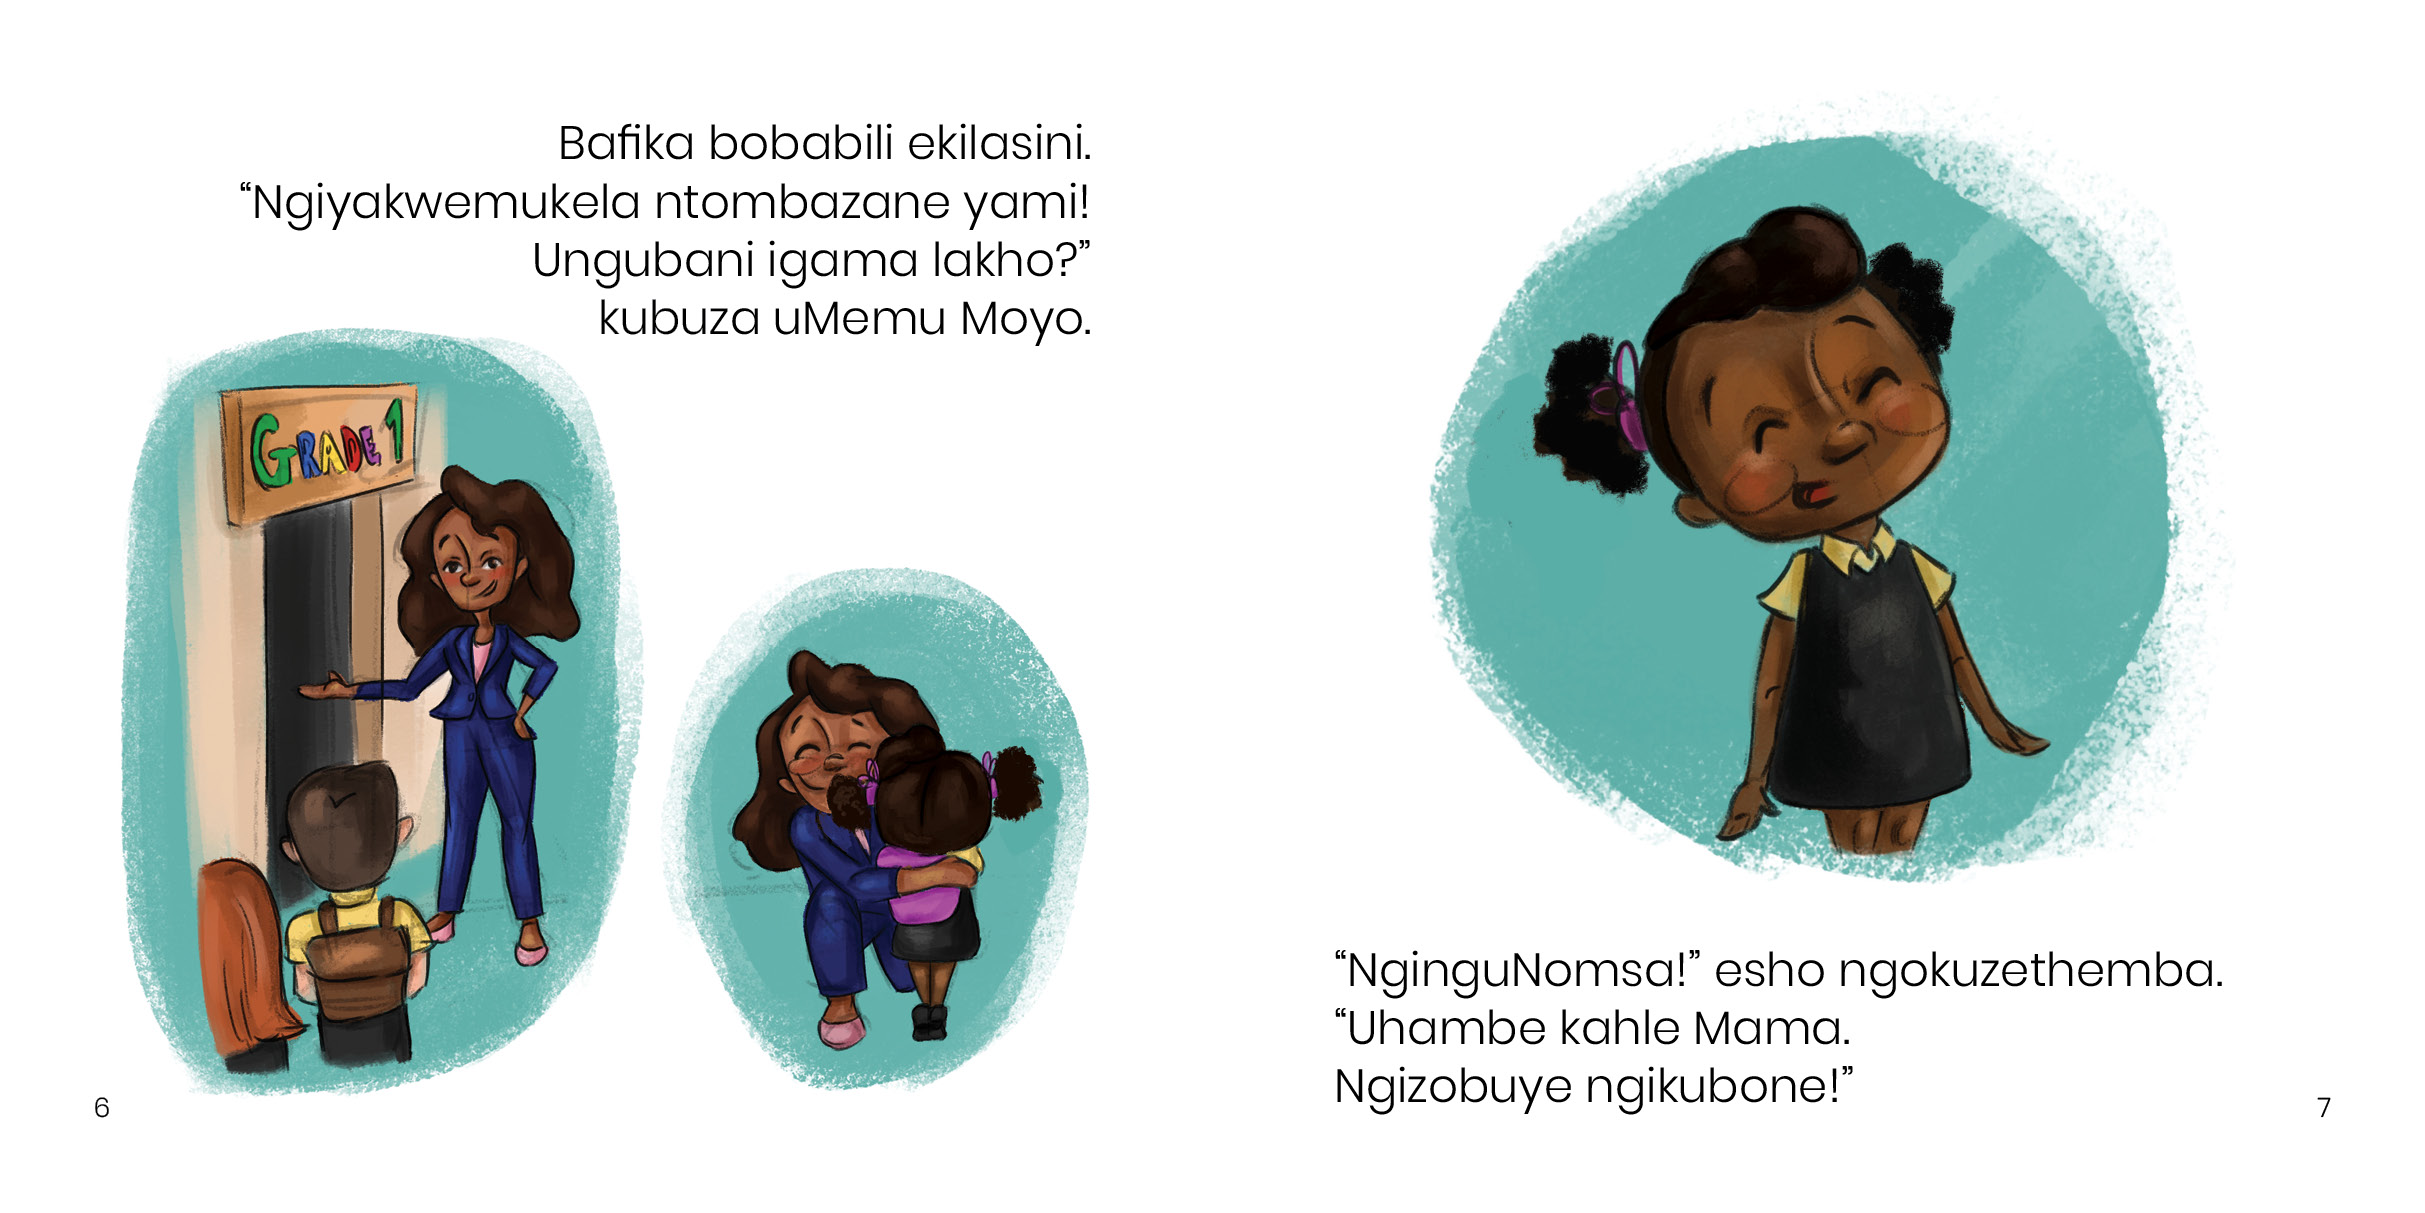 Bafika bobabili ekilasini.
“Ngiyakwemukela ntombazane yami!
Ungubani igama lakho?”
kubuza uMemu Moyo.
GRADE 1
6
“NginguNomsa!” esho ngokuzethemba.
“Uhambe kahle Mama.
Ngizobuye ngikubone!”
7